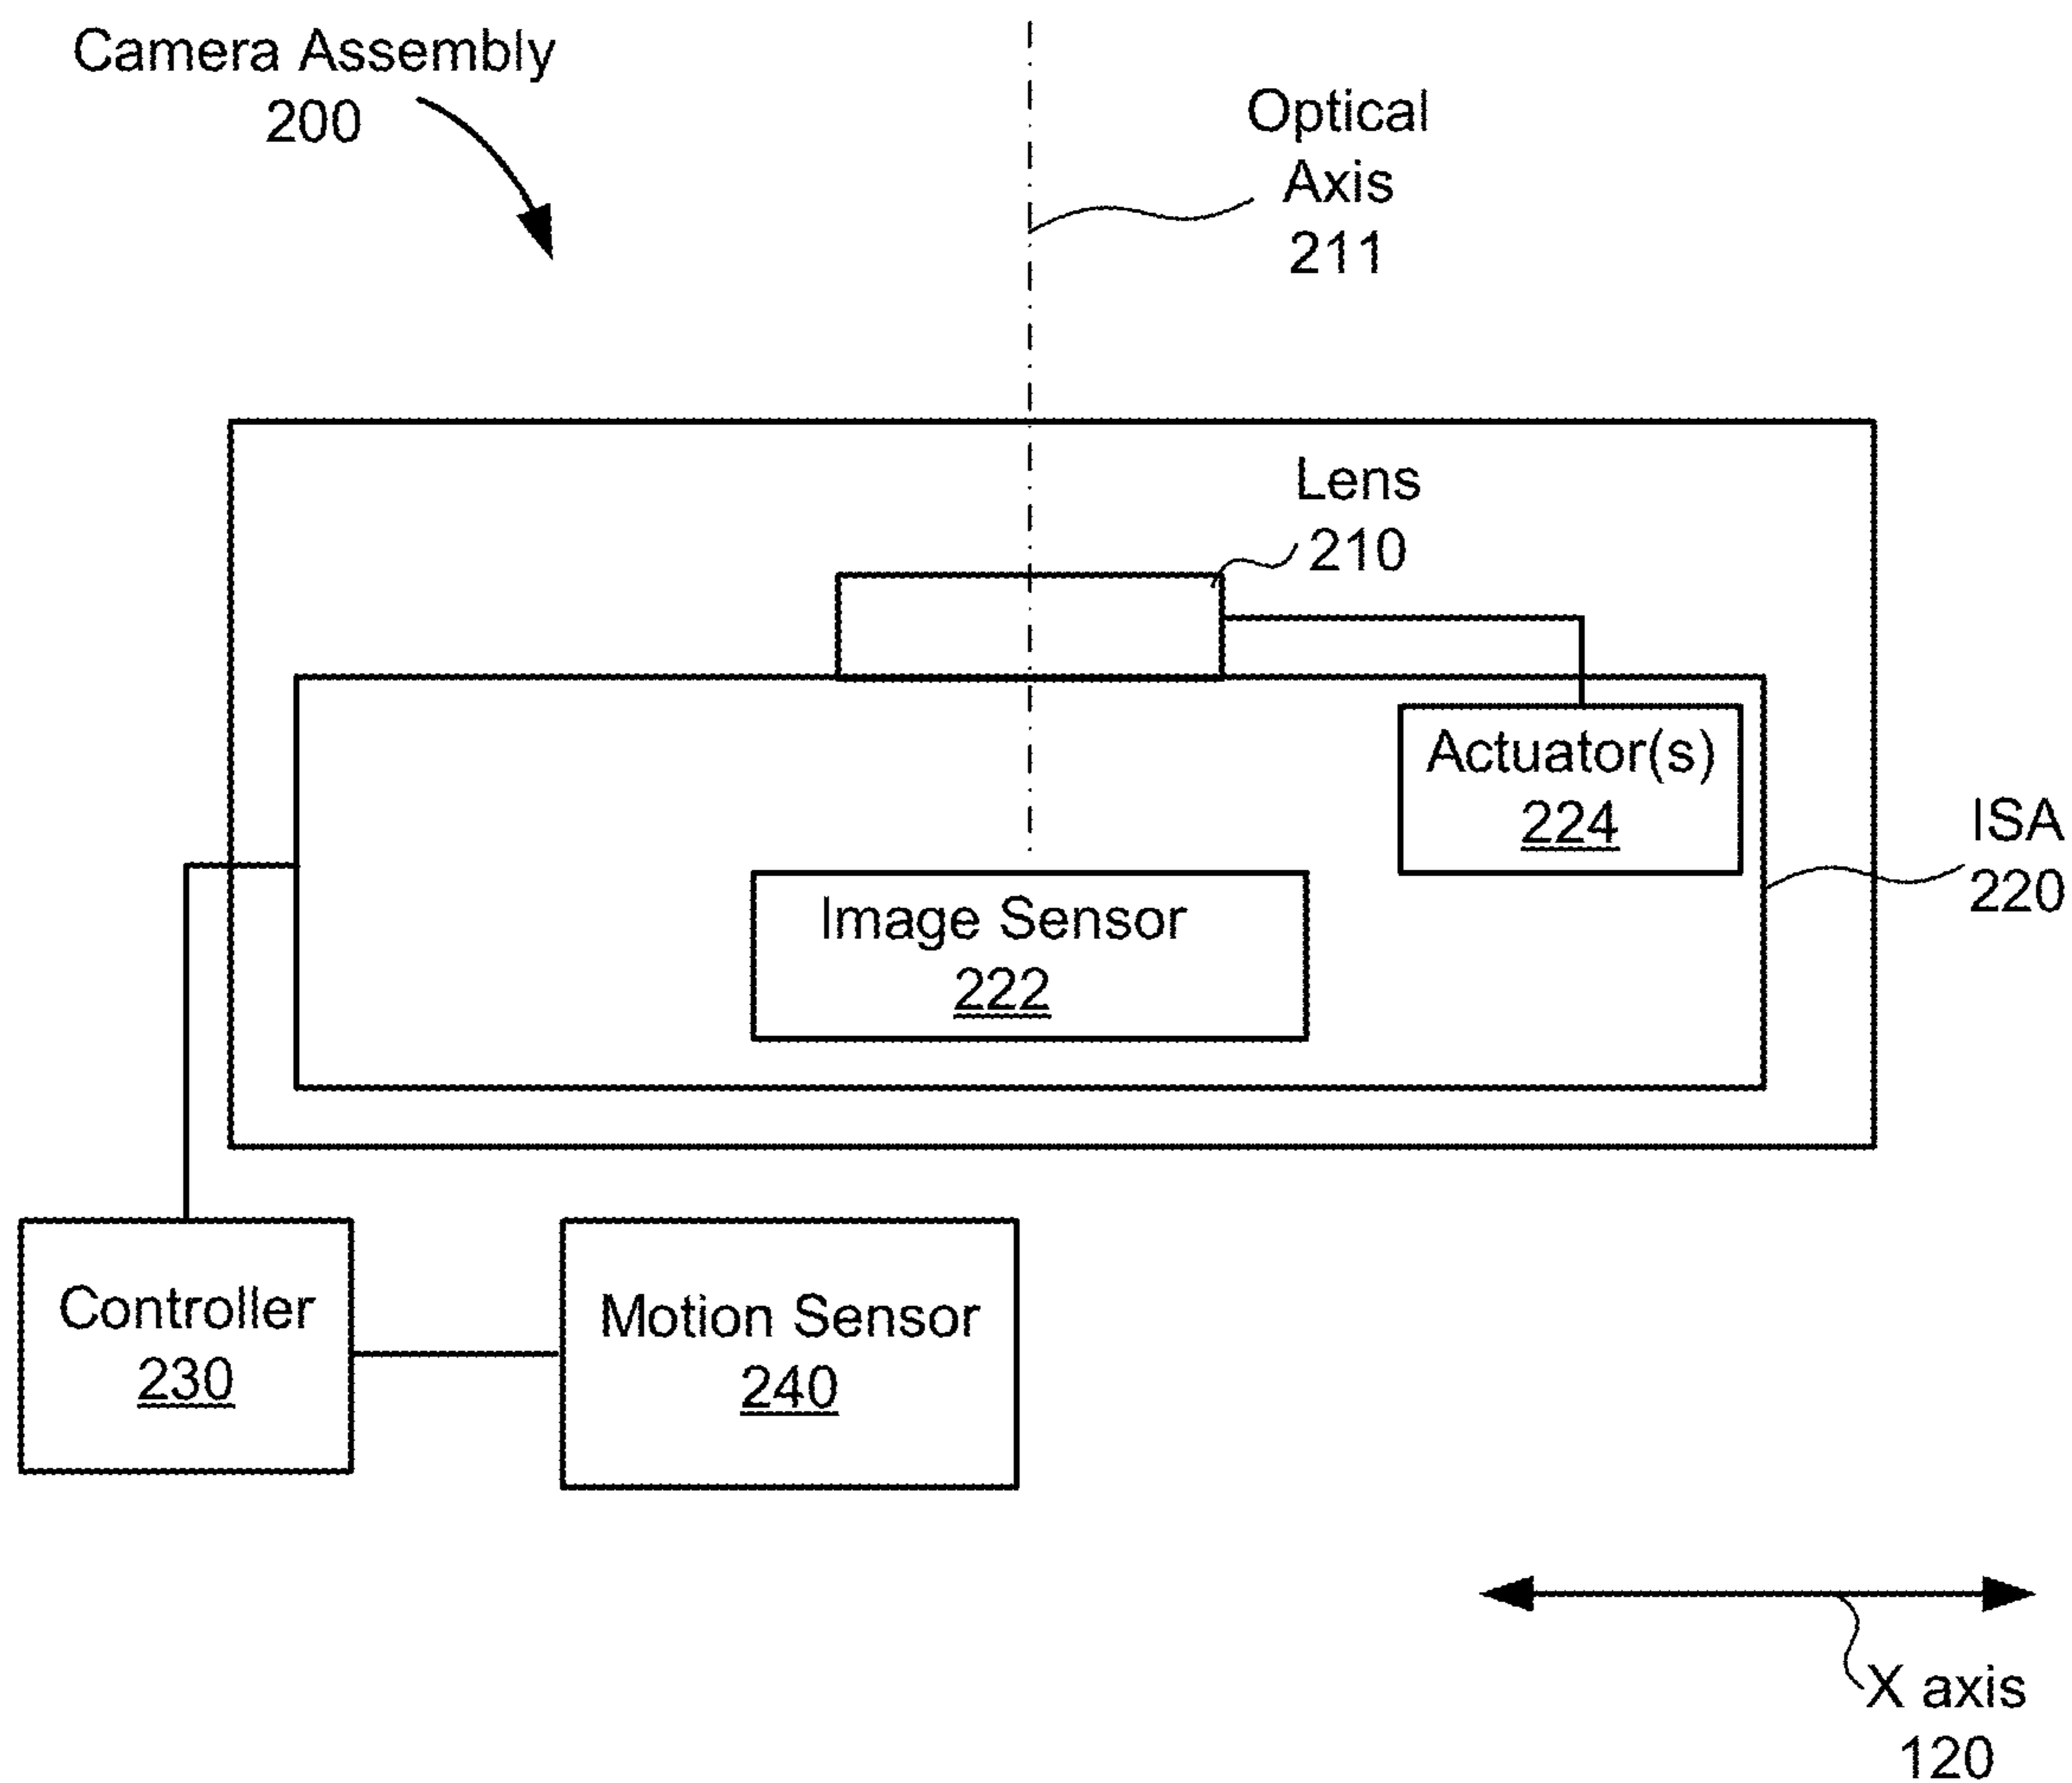 Camera Assembly
200
Optical
Axis
211
Lens
210
Actuator(s)
224
ISA
220
Image Sensor
222
Controller
230
Motion Sensor
240
X axis
120